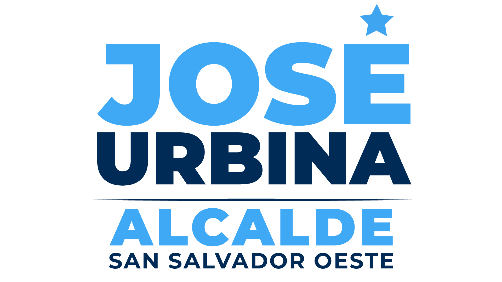 JOSÉ
URBINA
ALCALDE
SAN SALVADOR OESTE